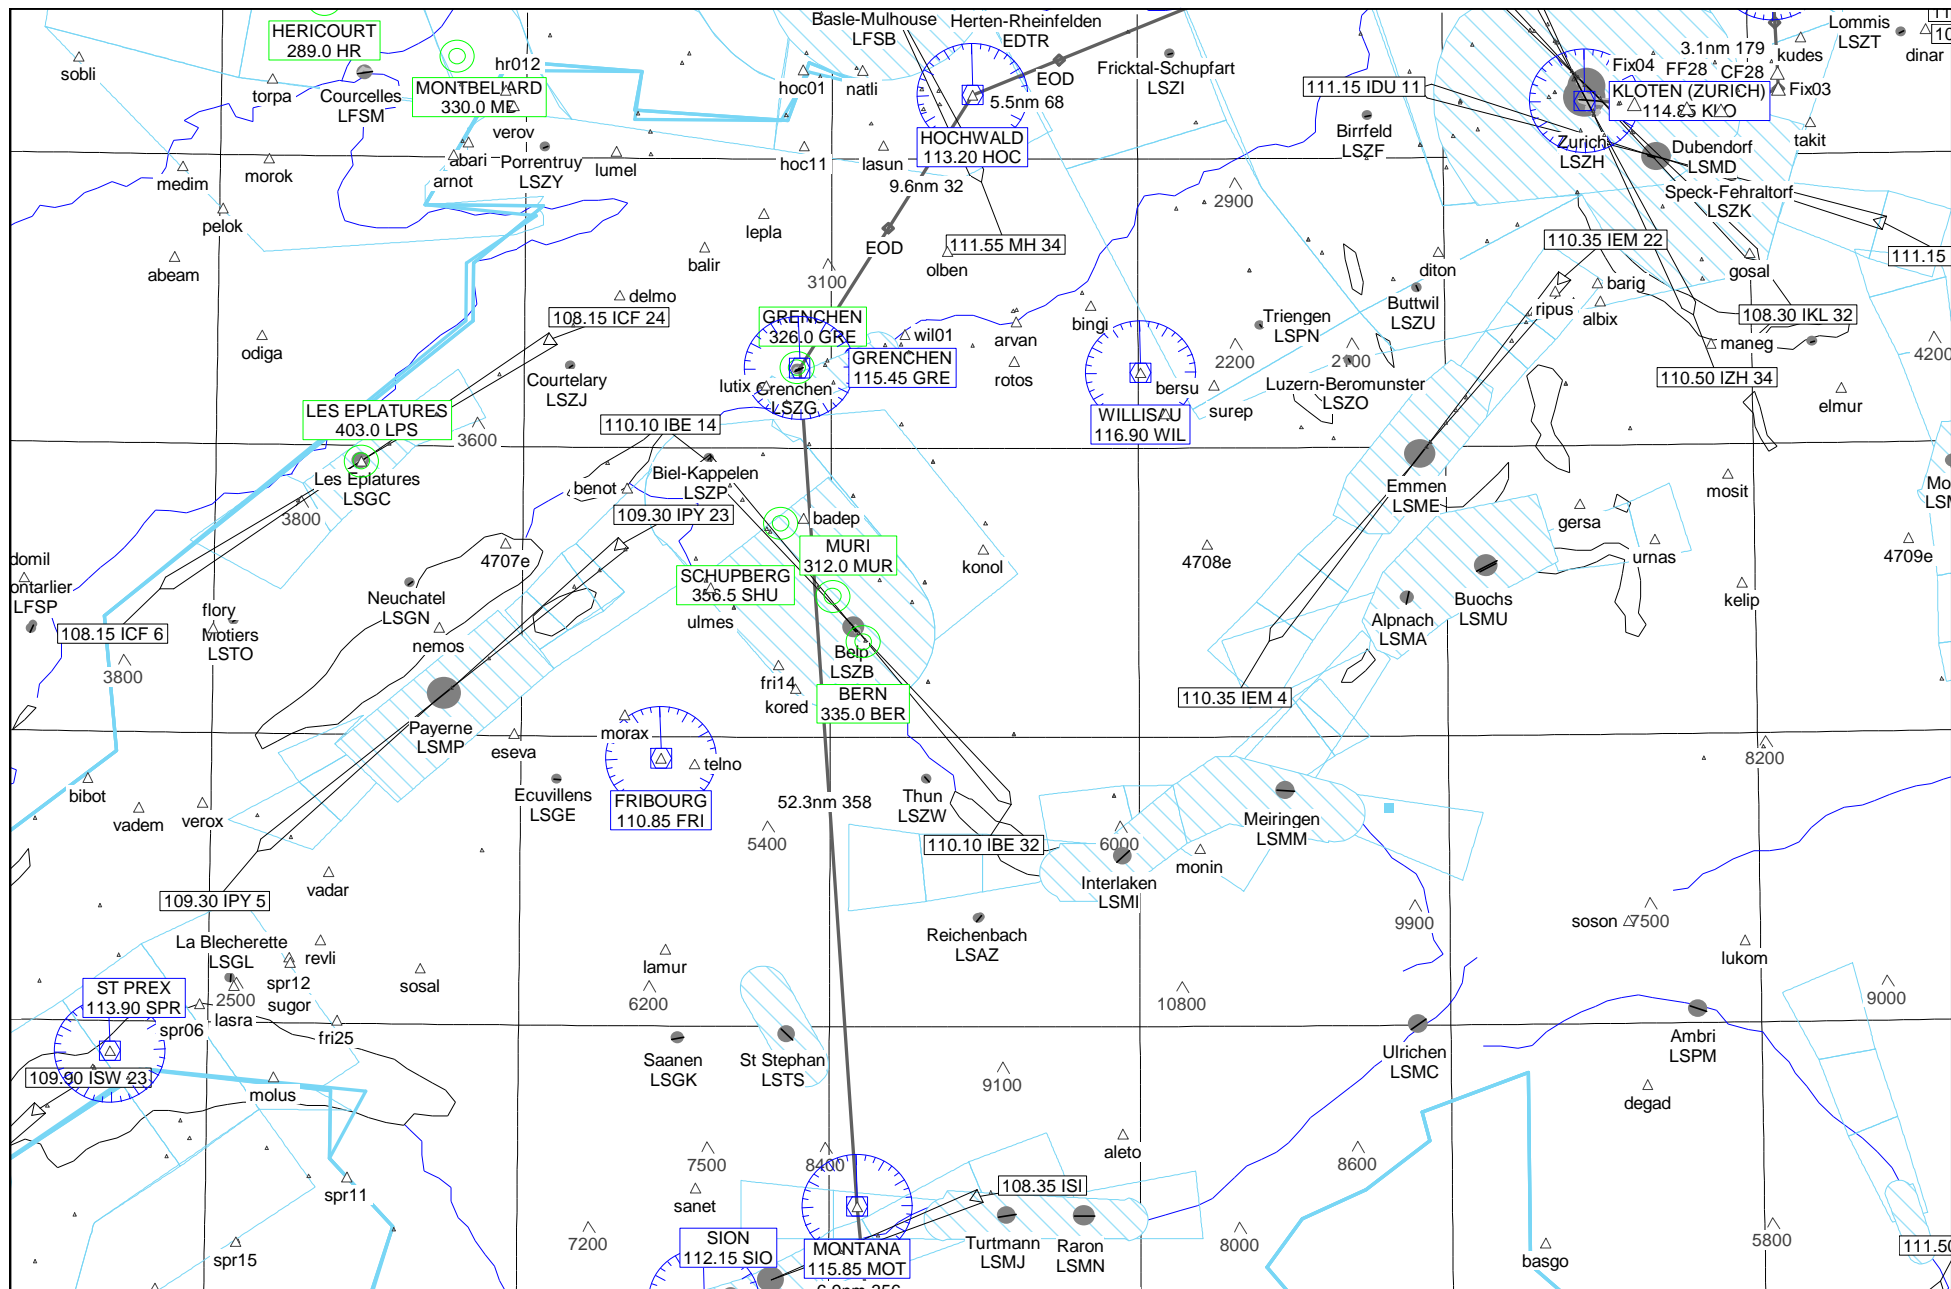 HERICOURT
289.0 HR
sobli
torpa
Courcelles
LFSM
hr012
MONTBELIARD
330.0 ME
verov
abari
arnot
Porrentruy
LSZY
lumel
medim
morok
pelok
abeam
Basle-Mulhouse
LFSB
Herten-Rheinfelden
EDTR
hoc01
natli
EOD
5.5nm 68
Fricktal-Schupfart
LSZI
HOCHWALD
113.20 HOC
hoc11
lasun
9.6nm 32
111.15 IDU 11
Birrfeld
LSZF
Fix04
FF28
CF28
3.1nm 179
kudes
Fix03
Lommis
LSZT
dinar
KLOTEN (ZURICH)
114.85 KLO
takit
Zurich
LSZH
Dubendorf
LSMD
Speck-Fehraltorf
LSZK
2900
lepla
balir
EOD
olben
111.55 MH 34
3100
110.35 IEM 22
diton
gosal
111.15
barig
ripus
albix
Buttwil
LSZU
108.30 IKL 32
maneg
4200
delmo
108.15 ICF 24
odiga
Courtelary
LSZJ
GRENCHEN
326.0 GRE
wil01
GRENCHEN
115.45 GRE
lutix
Grenchen
LSZG
arvan
rotos
bingi
Triengen
LSPN
2200
2100
Luzern-Beromunster
LSZO
bersu
surep
WILLISAU
116.90 WIL
110.50 IZH 34
elmur
LES EPLATURES
403.0 LPS
3600
Les Eplatures
LSGC
3800
110.10 IBE 14
Biel-Kappelen
LSZP
benot
109.30 IPY 23
badep
Emmen
LSME
mosit
gersa
urnas
4707e
MURI
312.0 MUR
SCHUPBERG
356.5 SHU
ulmes
konol
4708e
4709e
Buochs
LSMU
Alpnach
LSMA
kelip
domil
LFSP
108.15 ICF 6
flory
Motiers
LSTO
Neuchatel
LSGN
nemos
3800
Belp
LSZB
BERN
335.0 BER
fri14
kored
110.35 IEM 4
Payerne
LSMP
eseva
morax
telno
FRIBOURG
110.85 FRI
Ecuvillens
LSGE
bibot
vadem
verox
52.3nm 358
5400
Thun
LSZW
110.10 IBE 32
6000
monin
Interlaken
LSMI
Meiringen
LSMM
8200
109.30 IPY 5
vadar
La Blecherette
LSGL
revli
spr12
sugor
2500
lasra
ST PREX
113.90 SPR
spr06
fri25
sosal
lamur
6200
Reichenbach
LSAZ
10800
9900
soson
7500
lukom
9000
109.90 ISW 23
molus
Saanen
LSGK
St Stephan
LSTS
9100
Ulrichen
LSMC
Ambri
LSPM
degad
aleto
8600
7500
8400
spr11
sanet
108.35 ISI
7200
SION
112.15 SIO
MONTANA
115.85 MOT
Turtmann
LSMJ
Raron
LSMN
8000
basgo
5800
111.50
spr15